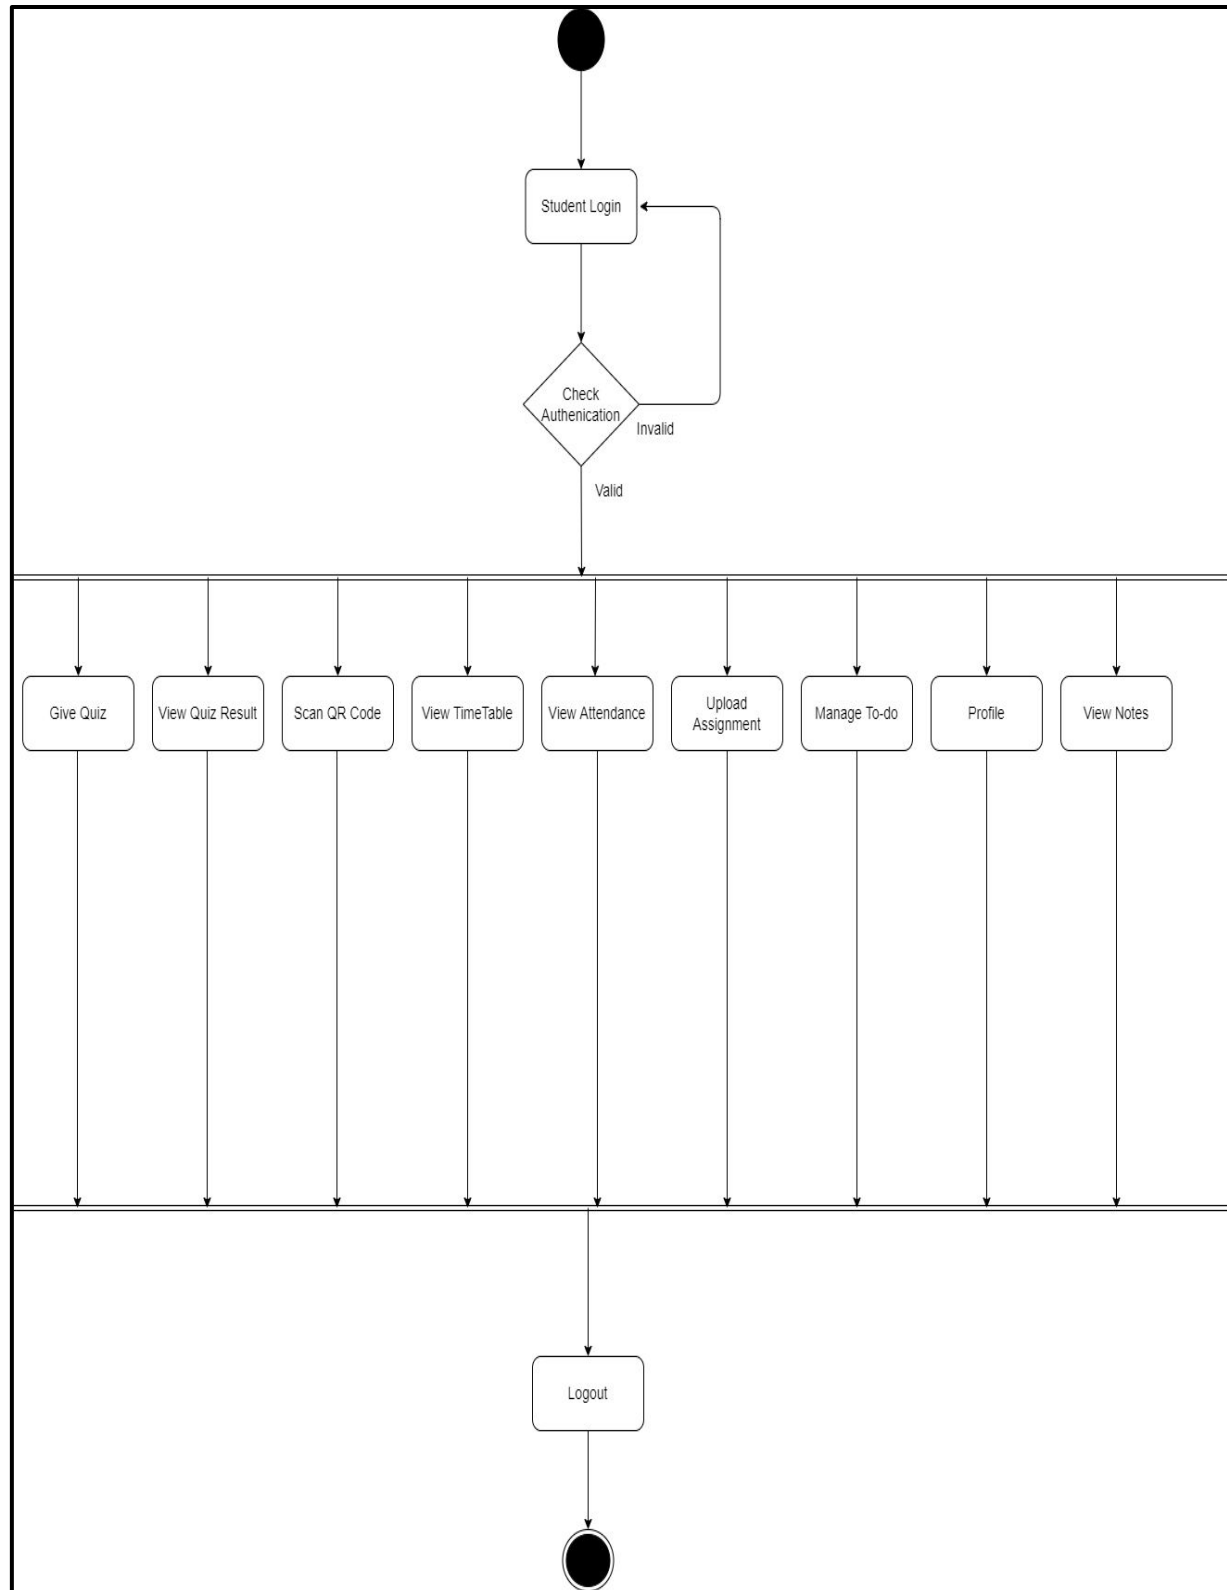 Student Login
Check
Authenication
Invalid
Valid
Give Quiz
View Quiz Result
Scan QR Code
View TimeTable
View Attendance
Upload
Assignment
Manage To-do
Profile
View Notes
Logout